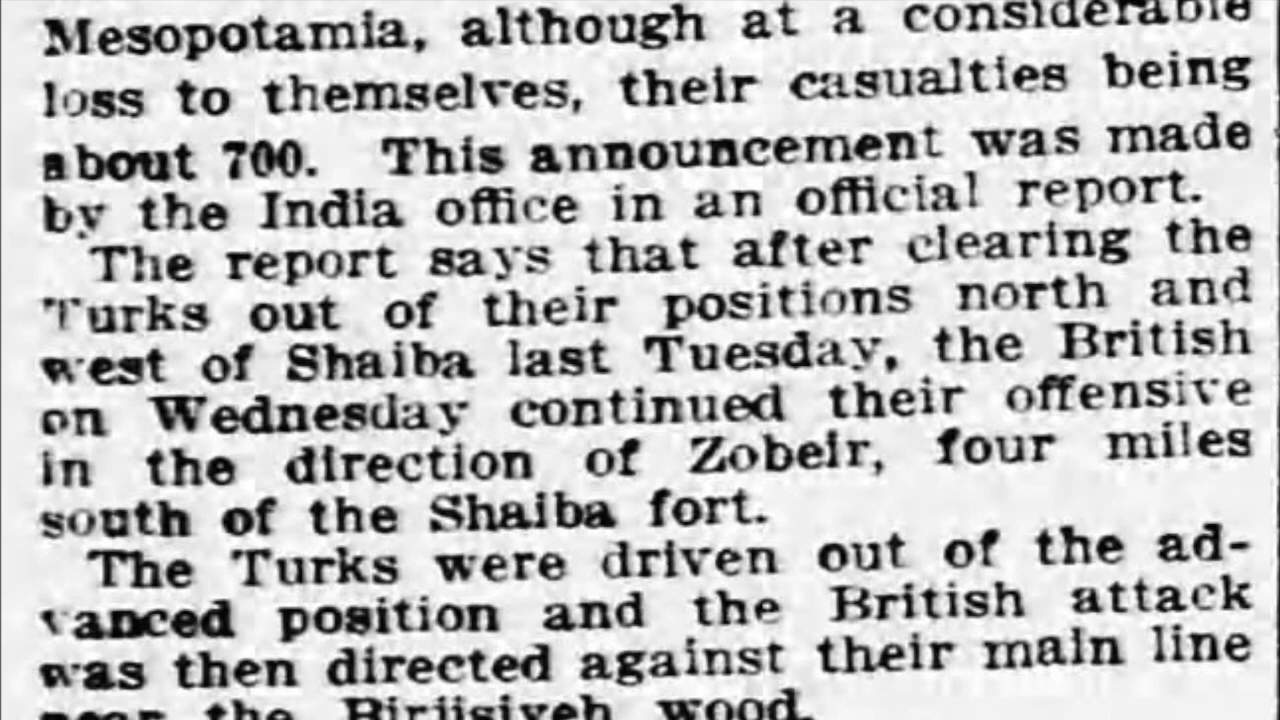 Mesopotamia, although at a considerable
loss to themselves, their casualties being
about 700. This announcement was made
by the India office in an official report.
The report says that after clearing the
Turks out of their positions north and
west of Shaiba last Tuesday, the British
on Wednesday continued their offensive
in the direction of Zobeir, four miles
south of the Shaiba fort.
The Turks were driven out of the ad-
vanced position and the British attack
was then directed against their main line
near the Birjisiyeh wood.